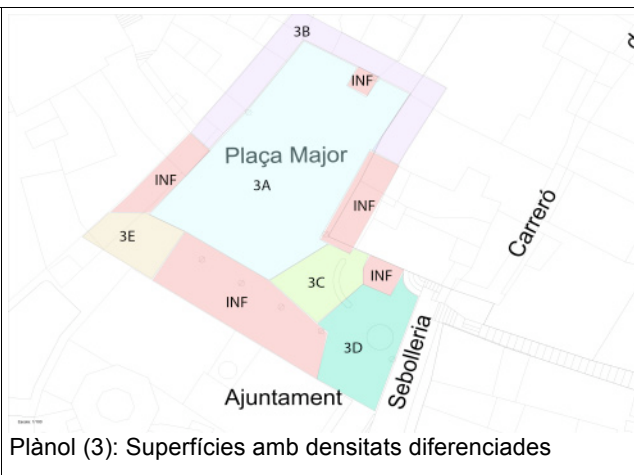 3B
INF
Plaça Major
3A
INF
INF
Carreró
3E
3C
INF
INF
3D
Sebolleria
Ajuntament
Plànol (3): Superfícies amb densitats diferenciades